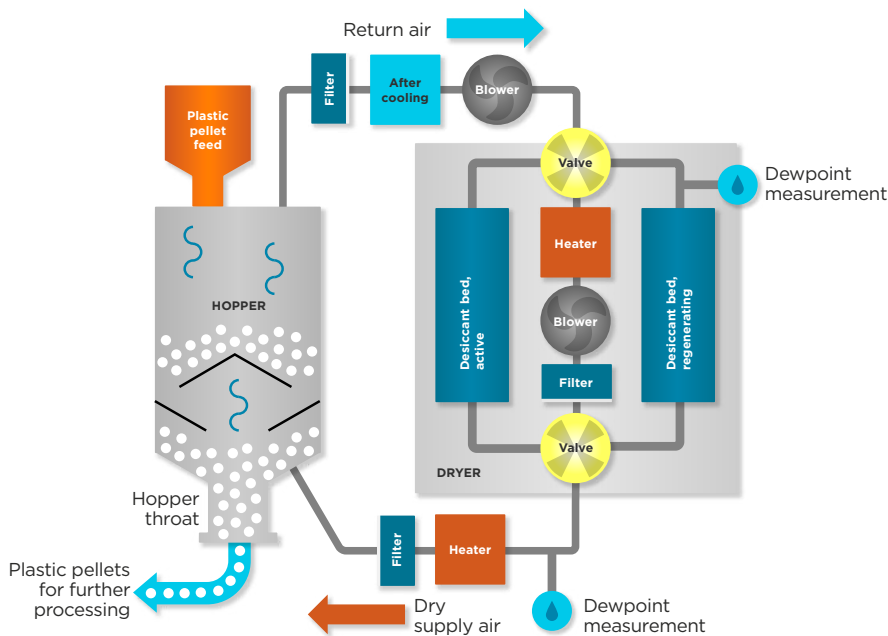 Return air
Filter
After
cooling
Blower
Plastic
pellet
feed
Valve
Dewpoint
measurement
Heater
HOPPER
Desiccant bed,
active
Blower
Desiccant bed,
regenerating
Filter
Valve
DRYER
Hopper
throat
Filter
Heater
Plastic pellets
for further
processing
Dry
supply air
Dewpoint
measurement